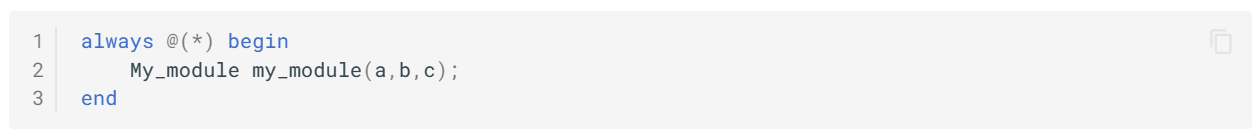 1 always @(*) begin
2     My_module my_module(a,b,c);
3 end